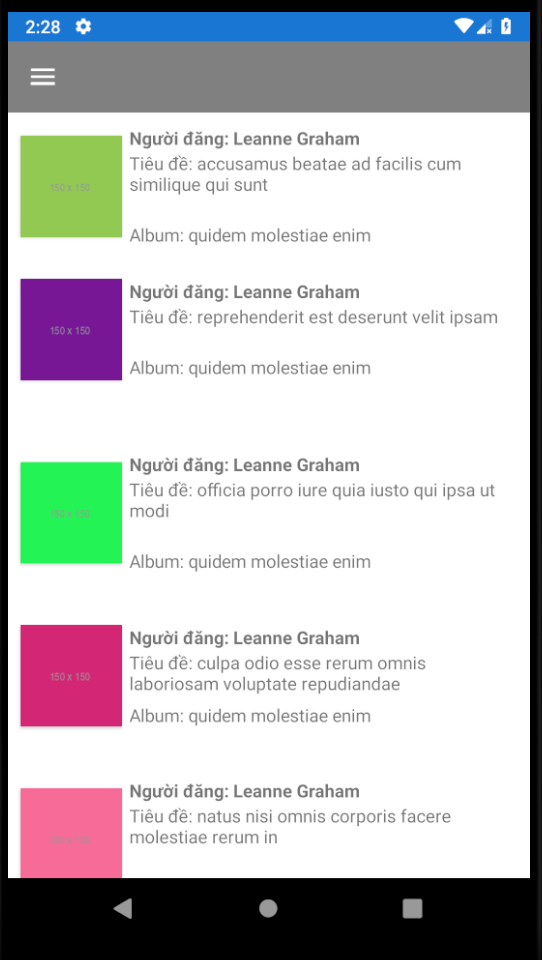 2:28
150 x 150
Người đăng: Leanne Graham
Tiêu đề: accusamus beatae ad facilis cum
similique qui sunt
Album: quidem molestiae enim
150 x 150
Người đăng: Leanne Graham
Tiêu đề: reprehenderit est deserunt velit ipsam
Album: quidem molestiae enim
150 x 150
Người đăng: Leanne Graham
Tiêu đề: officia porro iure quia iusto qui ipsa ut
modi
Album: quidem molestiae enim
150 x 150
Người đăng: Leanne Graham
Tiêu đề: culpa odio esse rerum omnis
laboriosam voluptate repudiandae
Album: quidem molestiae enim
150 x 150
Người đăng: Leanne Graham
Tiêu đề: natus nisi omnis corporis facere
molestiae rerum in